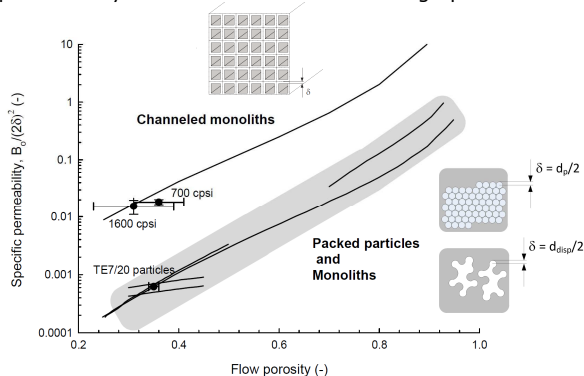 δ
10
1
0.1
0.01
0.001
0.0001
Specific permeability, B₀/(2δ)² (-)
Channeled monoliths
700 cpsi
1600 cpsi
TE7/20 particles
Packed particles
and
Monoliths
δ = dₚ/2
δ = d_disp/2
0.4
0.6
0.8
1.0
Flow porosity (-)